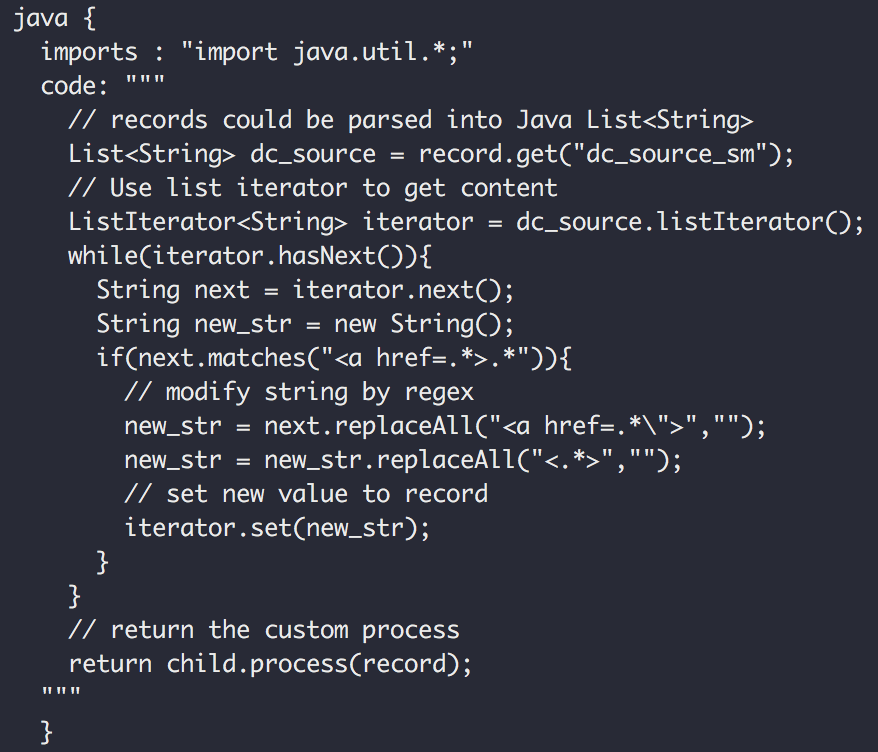 java {
  imports : "import java.util.*;"
  code: """
    // records could be parsed into Java List<String>
    List<String> dc_source = record.get("dc_source_sm");
    // Use list iterator to get content
    ListIterator<String> iterator = dc_source.listIterator();
    while(iterator.hasNext()){
      String next = iterator.next();
      String new_str = new String();
      if(next.matches("<a href=.*>.*")){
        // modify string by regex
        new_str = next.replaceAll("<a href=.*\">","");
        new_str = new_str.replaceAll("<.*>","");
        // set new value to record
        iterator.set(new_str);
      }
    }
    // return the custom process
    return child.process(record);
  """
  }